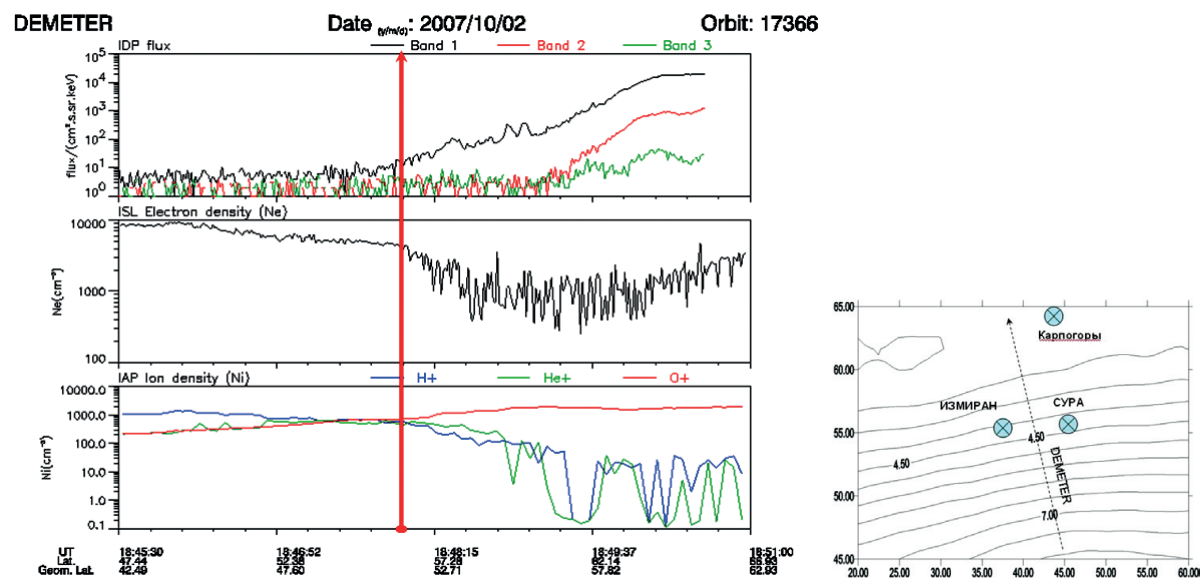 DEMETER Date (y/m/d): 2007/10/02 Orbit: 17366
IDP flux Band 1 Band 2 Band 3
flux/(cm².s.sr.keV)
10⁵
10⁴
10³
10²
10¹
10⁰
ISL Electron density (Ne)
Ne(cm⁻³)
10000
1000
100
IAP Ion density (Ni) H+ He+ O+
Ni(cm⁻³)
10000.0
1000.0
100.0
10.0
1.0
0.1
UT 18:45:30 18:46:52 18:48:15 18:49:37 18:51:00
Lat. 47.44 57.28 62.14
Geom. Lat. 42.49 47.60 52.71 57.82 62.93
65.00
60.00
55.00
50.00
45.00
20.00 25.00 30.00 35.00 40.00 45.00 50.00 55.00 60.00
Карпогоры
ИЗМИРАН
СУРА
4.50
4.50
DEMETER
7.00